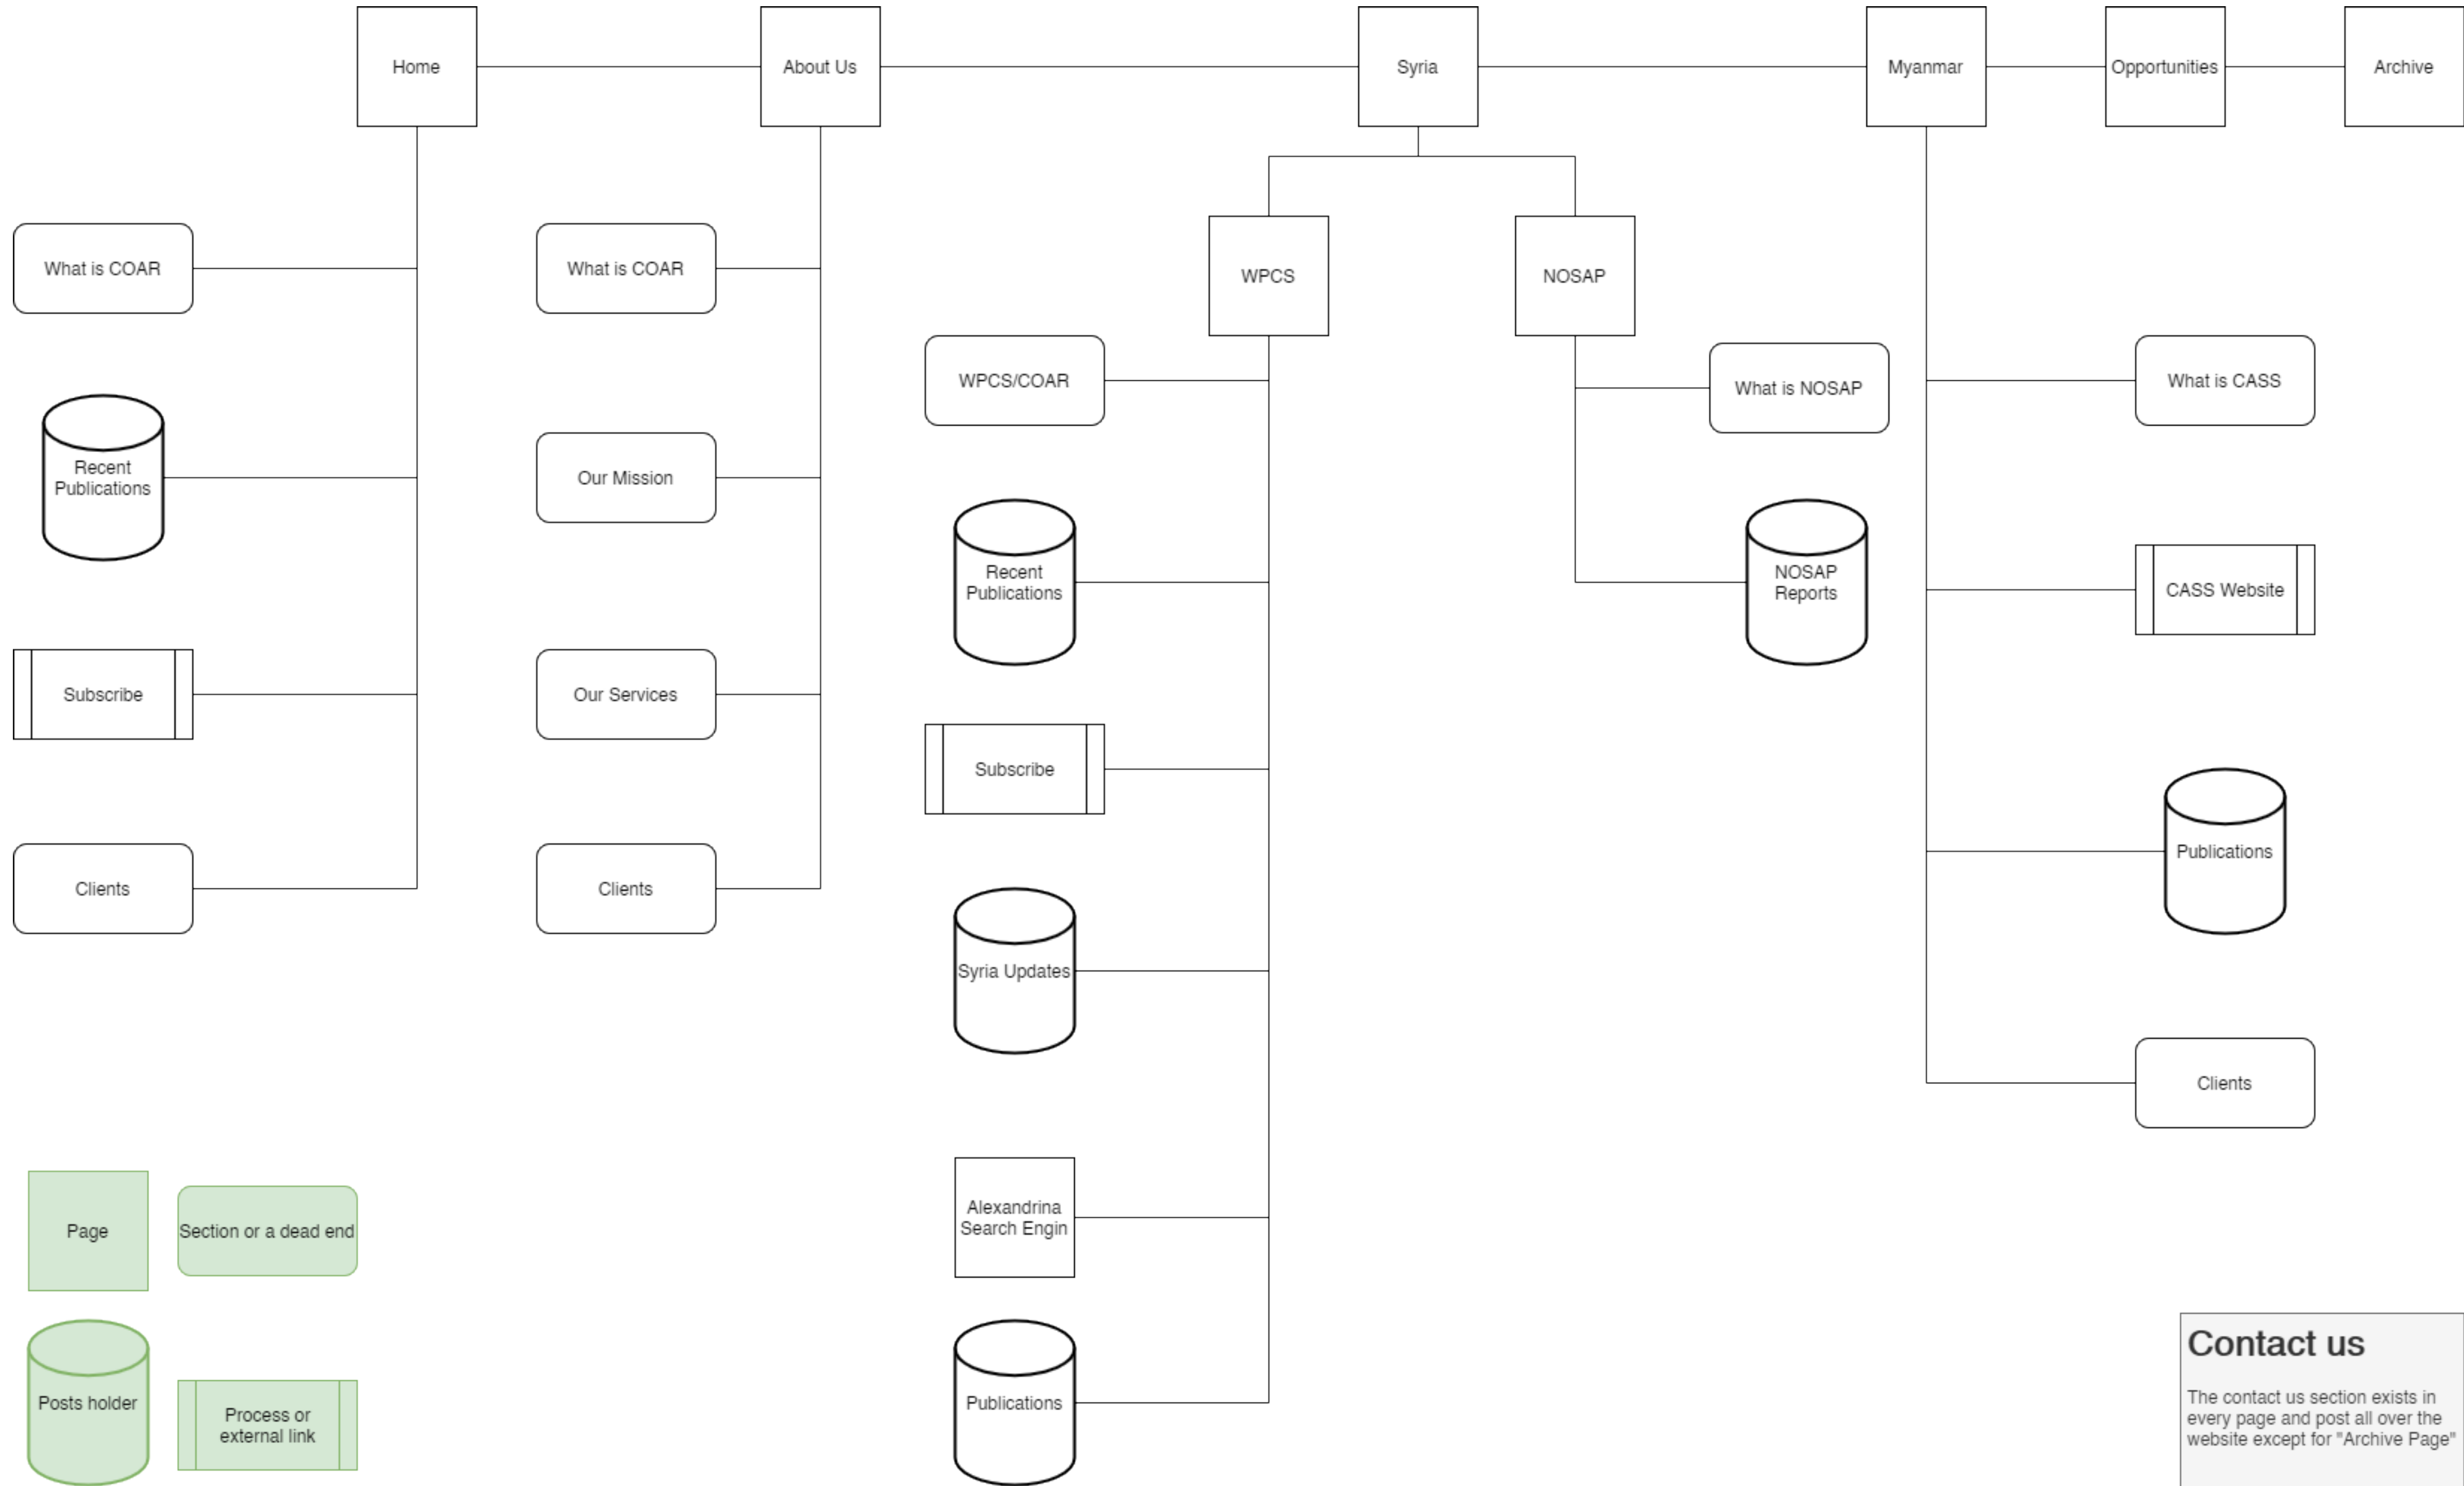 Home
About Us
Syria
Myanmar
Opportunities
Archive
What is COAR
What is COAR
WPCS
NOSAP
WPCS/COAR
What is NOSAP
What is CASS
Recent
Publications
Our Mission
Recent
Publications
NOSAP
Reports
CASS Website
Subscribe
Our Services
Subscribe
Publications
Clients
Clients
Syria Updates
Clients
Alexandrina
Search Engin
Page
Section or a dead end
Publications
Posts holder
Process or
external link
Contact us
The contact us section exists in
every page and post all over the
website except for "Archive Page"